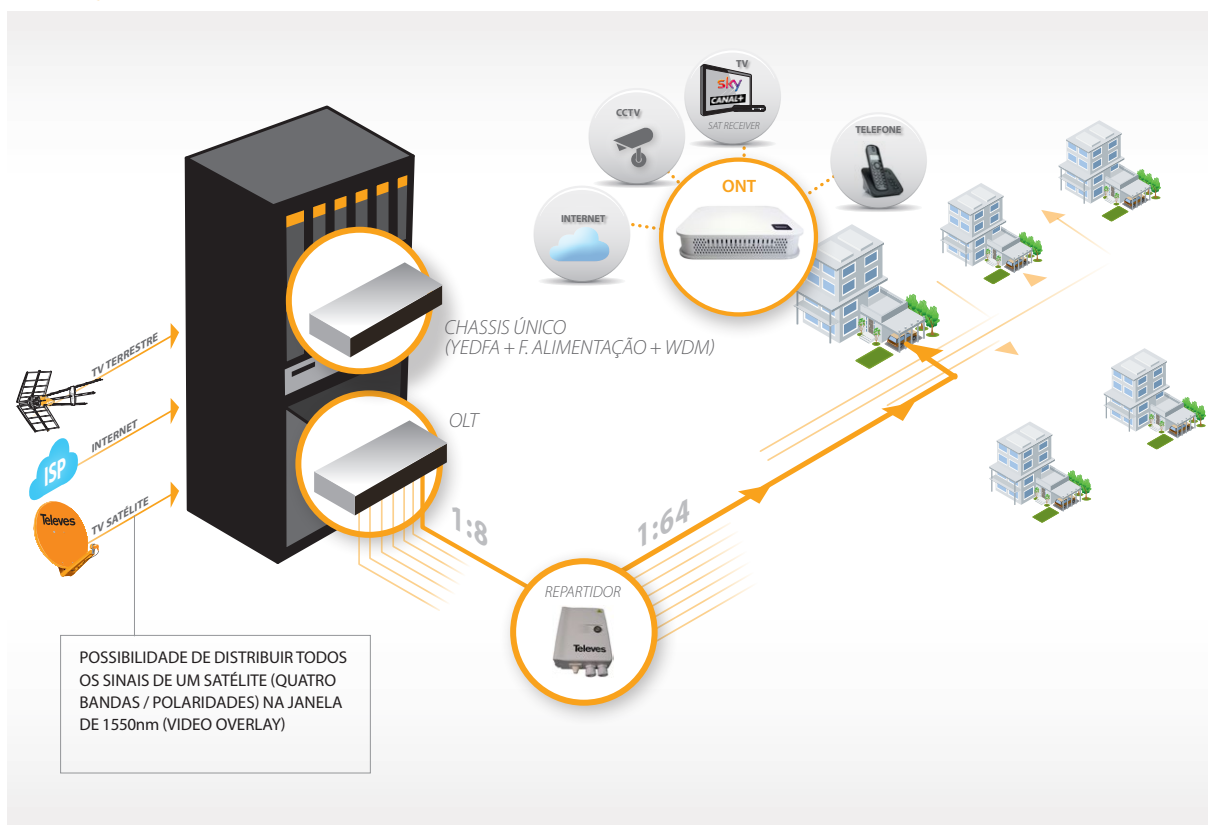 TV
sky
CANAL+
SAT RECEIVER
CCTV
TELEFONE
INTERNET
ONT
CHASSIS ÚNICO
(YEDFA + F. ALIMENTAÇÃO + WDM)
OLT
TV TERRESTRE
INTERNET
ISP
TV SATÉLITE
Televes
1:8
1:64
REPARTIDOR
Televes
POSSIBILIDADE DE DISTRIBUIR TODOS
OS SINAIS DE UM SATÉLITE (QUATRO
BANDAS / POLARIDADES) NA JANELA
DE 1550nm (VIDEO OVERLAY)